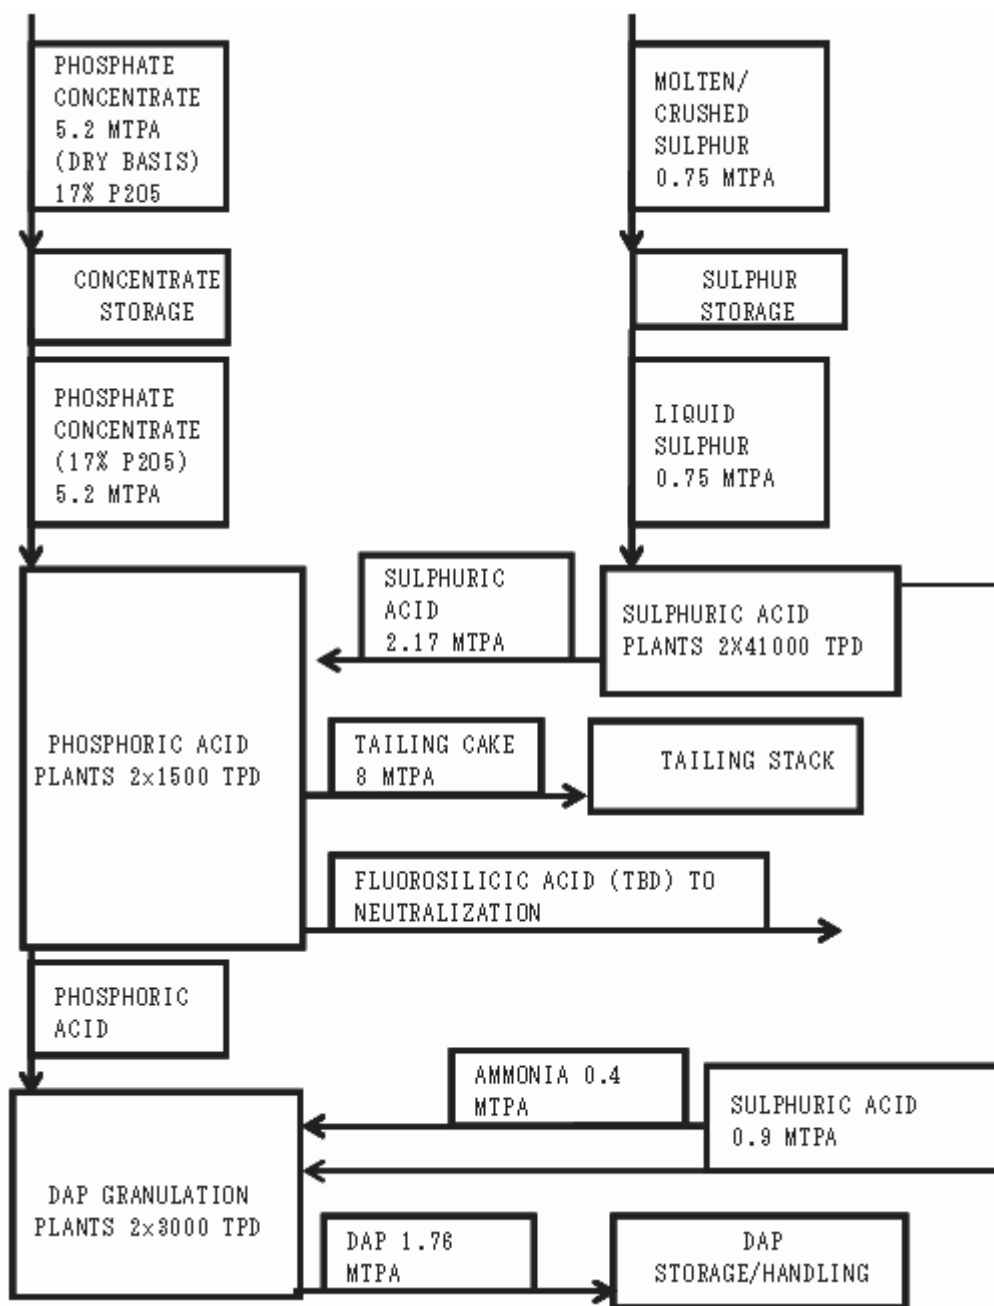 PHOSPHATE
CONCENTRATE
5.2 MTPA
(DRY BASIS)
17% P2O5
MOLTEN/
CRUSHED
SULPHUR
0.75 MTPA
CONCENTRATE
STORAGE
SULPHUR
STORAGE
PHOSPHATE
CONCENTRATE
(17% P2O5)
5.2 MTPA
LIQUID
SULPHUR
0.75 MTPA
SULPHURIC
ACID
2.17 MTPA
SULPHURIC ACID
PLANTS 2X41000 TPD
PHOSPHORIC ACID
PLANTS 2x1500 TPD
TAILING CAKE
8 MTPA
TAILING STACK
FLUOROSILICIC ACID (TBD) TO
NEUTRALIZATION
PHOSPHORIC
ACID
AMMONIA 0.4
MTPA
SULPHURIC ACID
0.9 MTPA
DAP GRANULATION
PLANTS 2x3000 TPD
DAP 1.76
MTPA
DAP
STORAGE/HANDLING